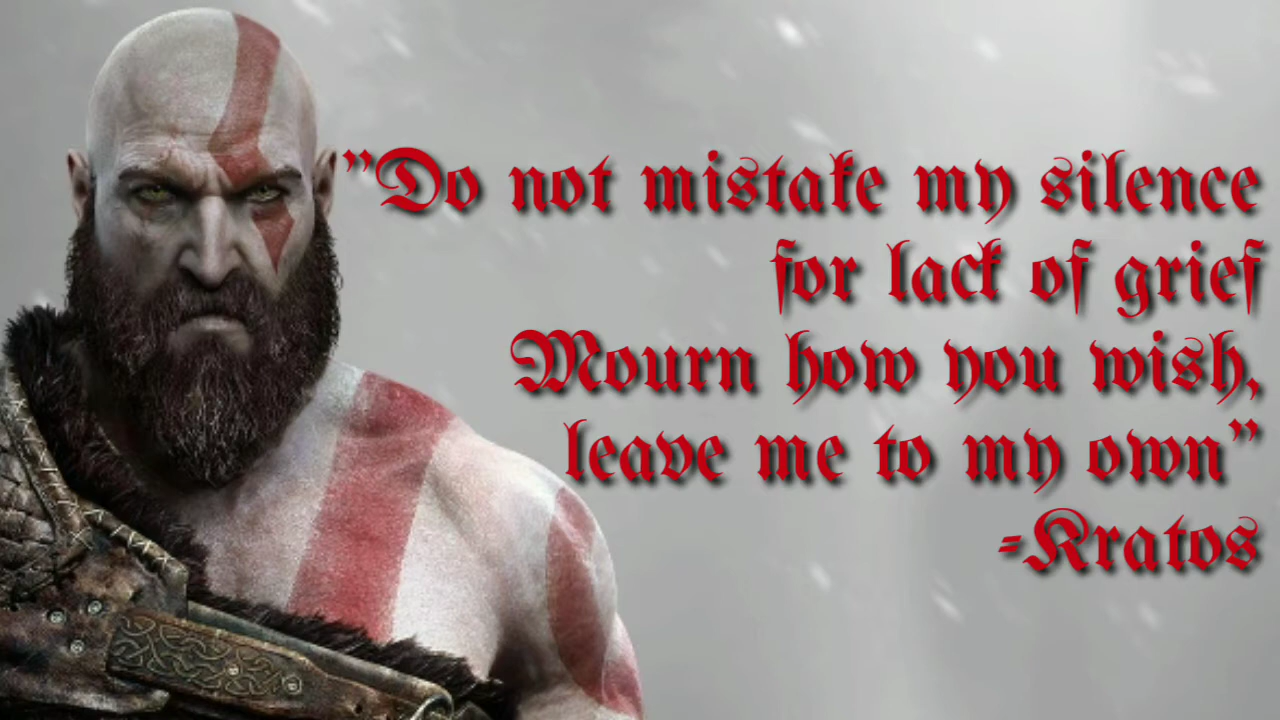 "Do not mistake my silence
for lack of grief
Mourn how you wish,
leave me to my own"
-Kratos